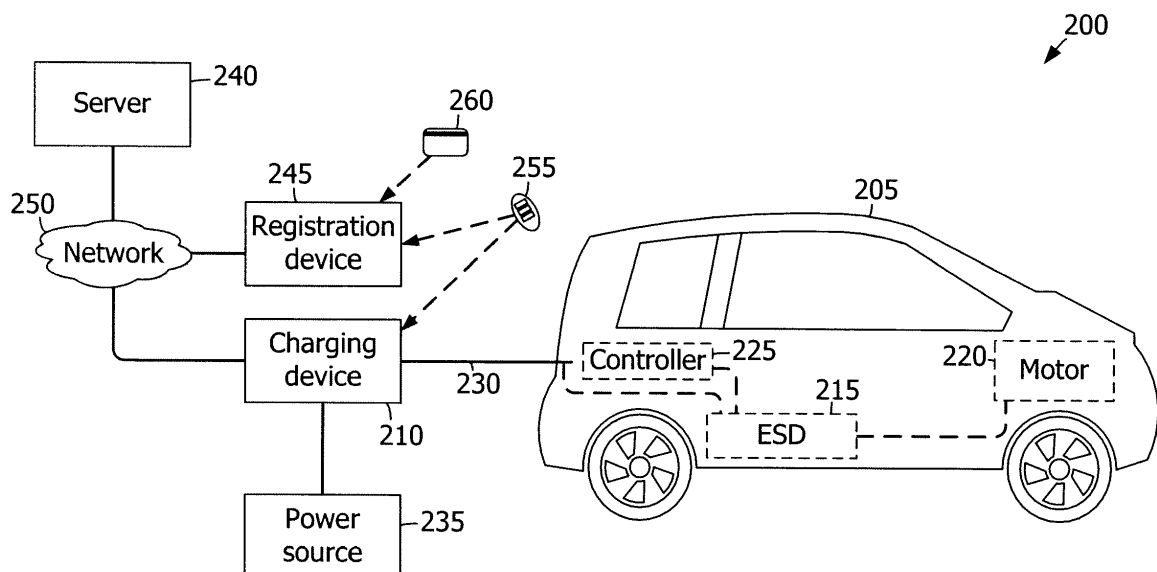 200
Server
240
260
255
245
250
Registration
device
205
Network
Charging
device
Controller
225
220
Motor
230
215
210
ESD
Power
source
235